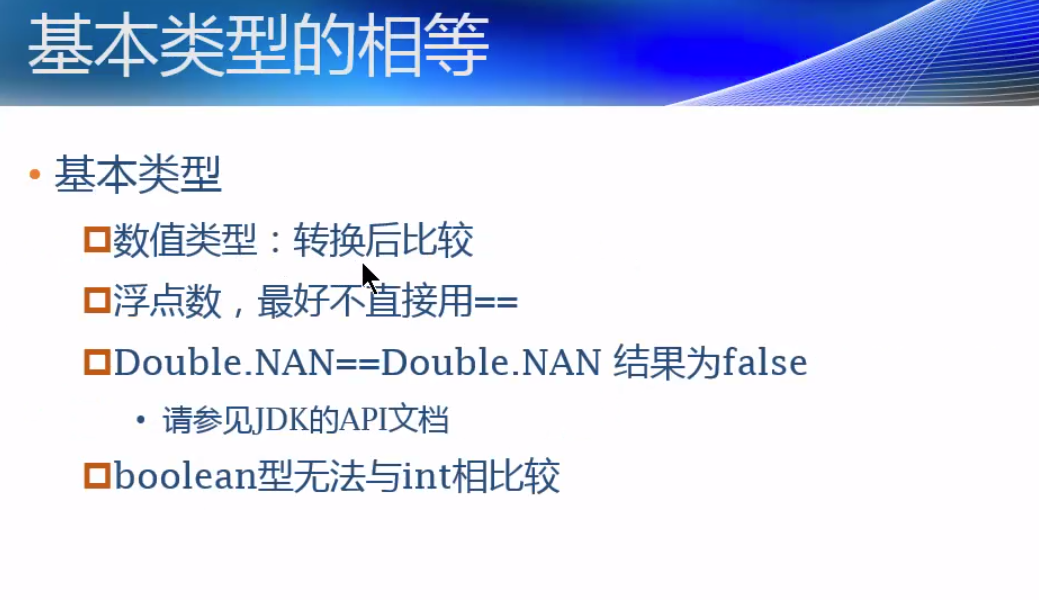 基本类型的相等
• 基本类型
数值类型：转换后比较
浮点数，最好不直接用==
Double.NAN==Double.NAN 结果为false
• 请参见JDK的API文档
boolean型无法与int相比较